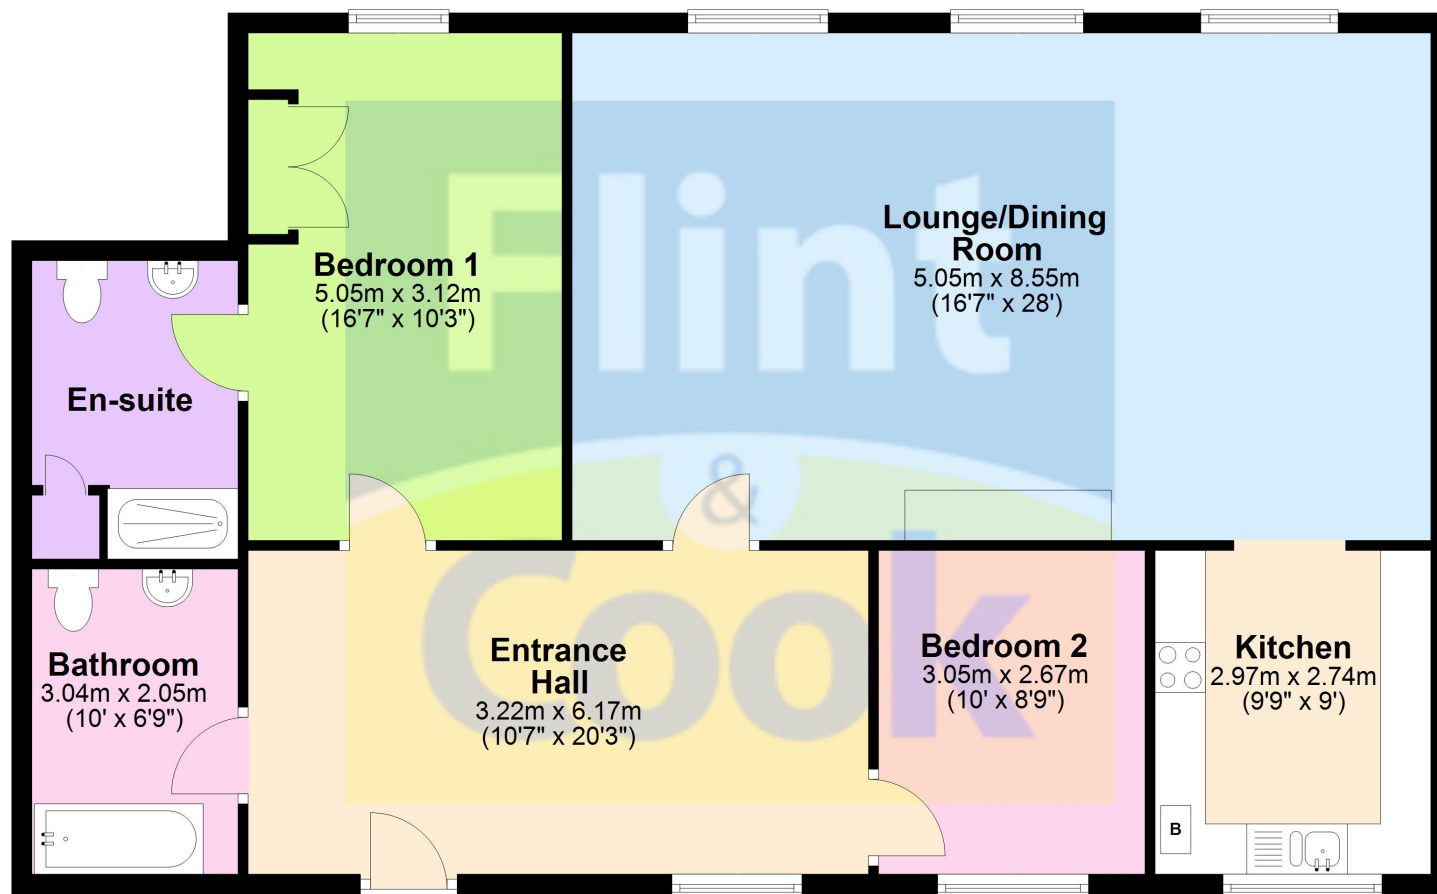 Bedroom 1
5.05m x 3.12m
(16'7" x 10'3")
Lounge/Dining
Room
5.05m x 8.55m
(16'7" x 28')
En-suite
Bathroom
3.04m x 2.05m
(10' x 6'9")
Entrance
Hall
3.22m x 6.17m
(10'7" x 20'3")
Bedroom 2
3.05m x 2.67m
(10' x 8'9")
Kitchen
2.97m x 2.74m
(9'9" x 9')
B
Flint
&
Cook